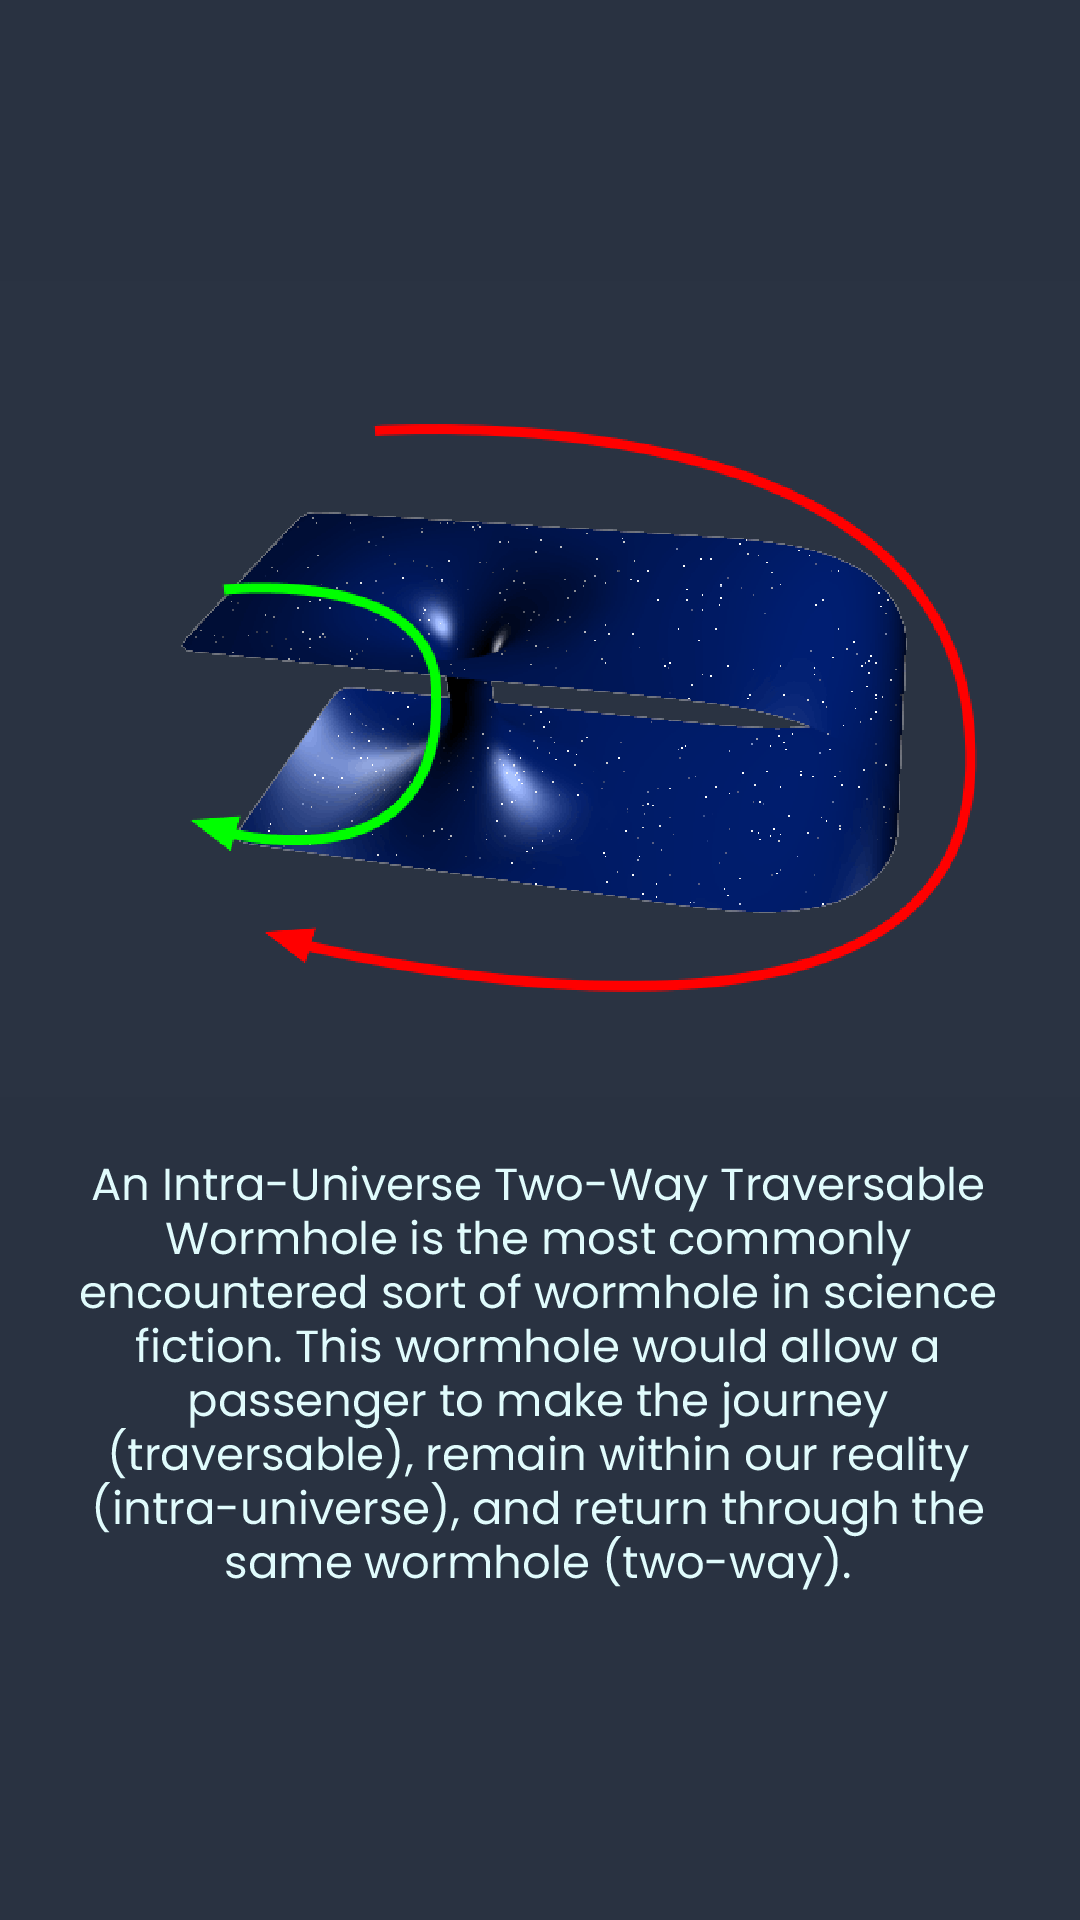 An Intra-Universe Two-Way Traversable
Wormhole is the most commonly
encountered sort of wormhole in science
fiction. This wormhole would allow a
passenger to make the journey
(traversable), remain within our reality
(intra-universe), and return through the
same wormhole (two-way).